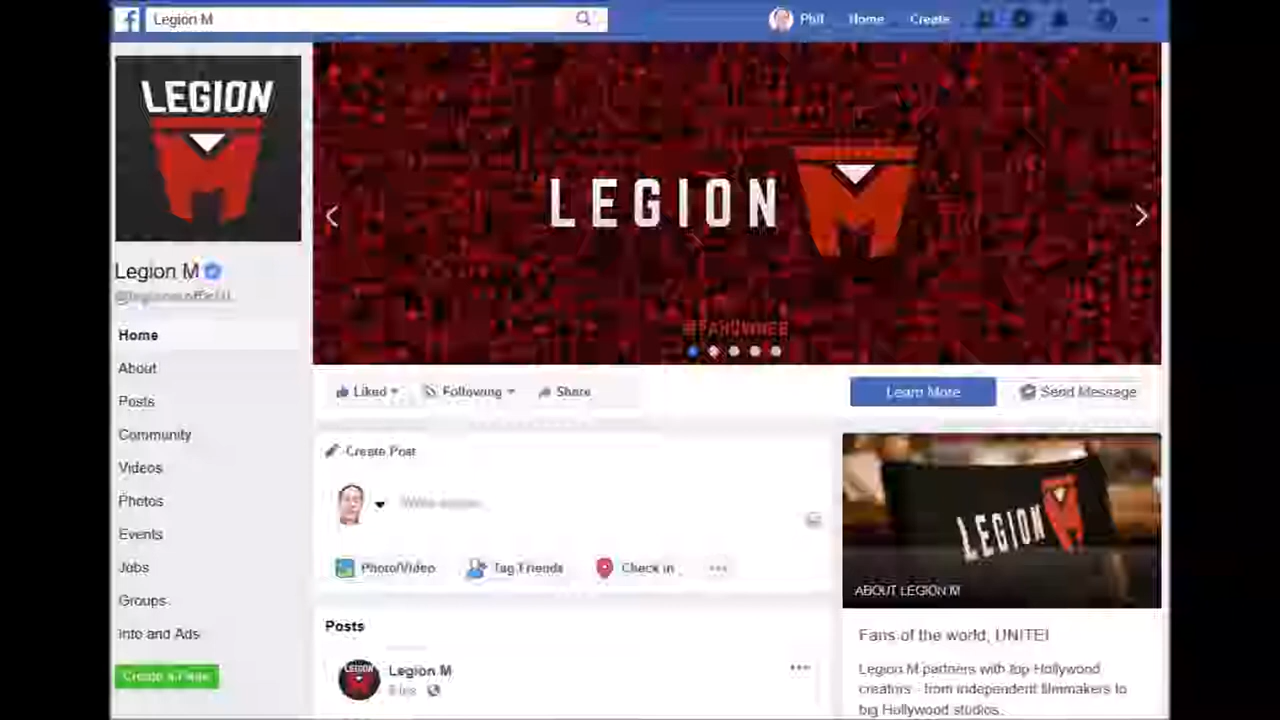 Legion M
Phil Home Create
LEGION
M
LEGION M
Legion M
Home
About
Posts
Community
Videos
Photos
Events
Jobs
Groups
Info and Ads
Liked Following Share
Learn More Send Message
Create Post
Photo/Video Tag Friends Check in
Posts
Legion M
LEGION M
ABOUT LEGION M
Fans of the world, UNITE!
Legion M partners with top Hollywood
creators - from independent filmmakers to
big Hollywood studios.